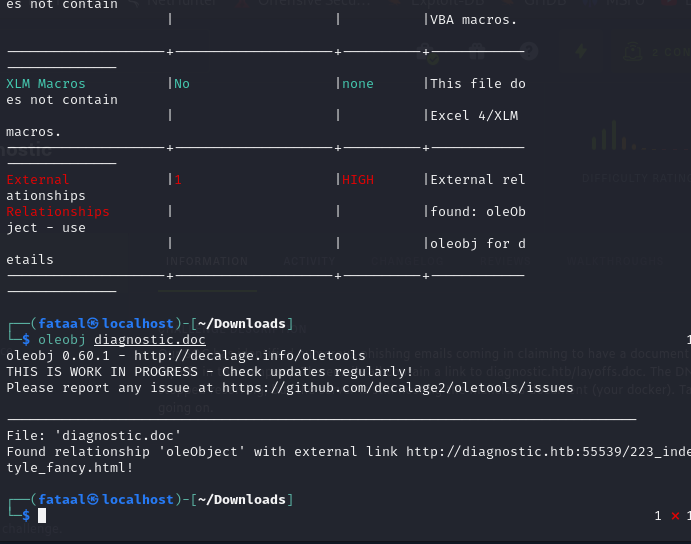 es not contain
| | |VBA macros.
--------------------+--------------------+----------+------------
--------------
XLM Macros |No |none |This file do
es not contain
| | |Excel 4/XLM
macros.
--------------------+--------------------+----------+------------
--------------
External |1 |HIGH |External rel
ationships
Relationships | | |found: oleOb
ject - use
| | |oleobj for d
etails
--------------------+--------------------+----------+------------
--------------
INFORMATION ACTIVITY
┌──(fataal㉿localhost)-[~/Downloads]
└─$ oleobj diagnostic.doc 1
oleobj 0.60.1 - http://decalage.info/oletools
THIS IS WORK IN PROGRESS - Check updates regularly!
Please report any issue at https://github.com/decalage2/oletools/issues
-------------------------------------------------------------------------------
File: 'diagnostic.doc'
Found relationship 'oleObject' with external link http://diagnostic.htb:55539/223_inde
tyle_fancy.html!
┌──(fataal㉿localhost)-[~/Downloads]
└─$ 1 ⨯ 1